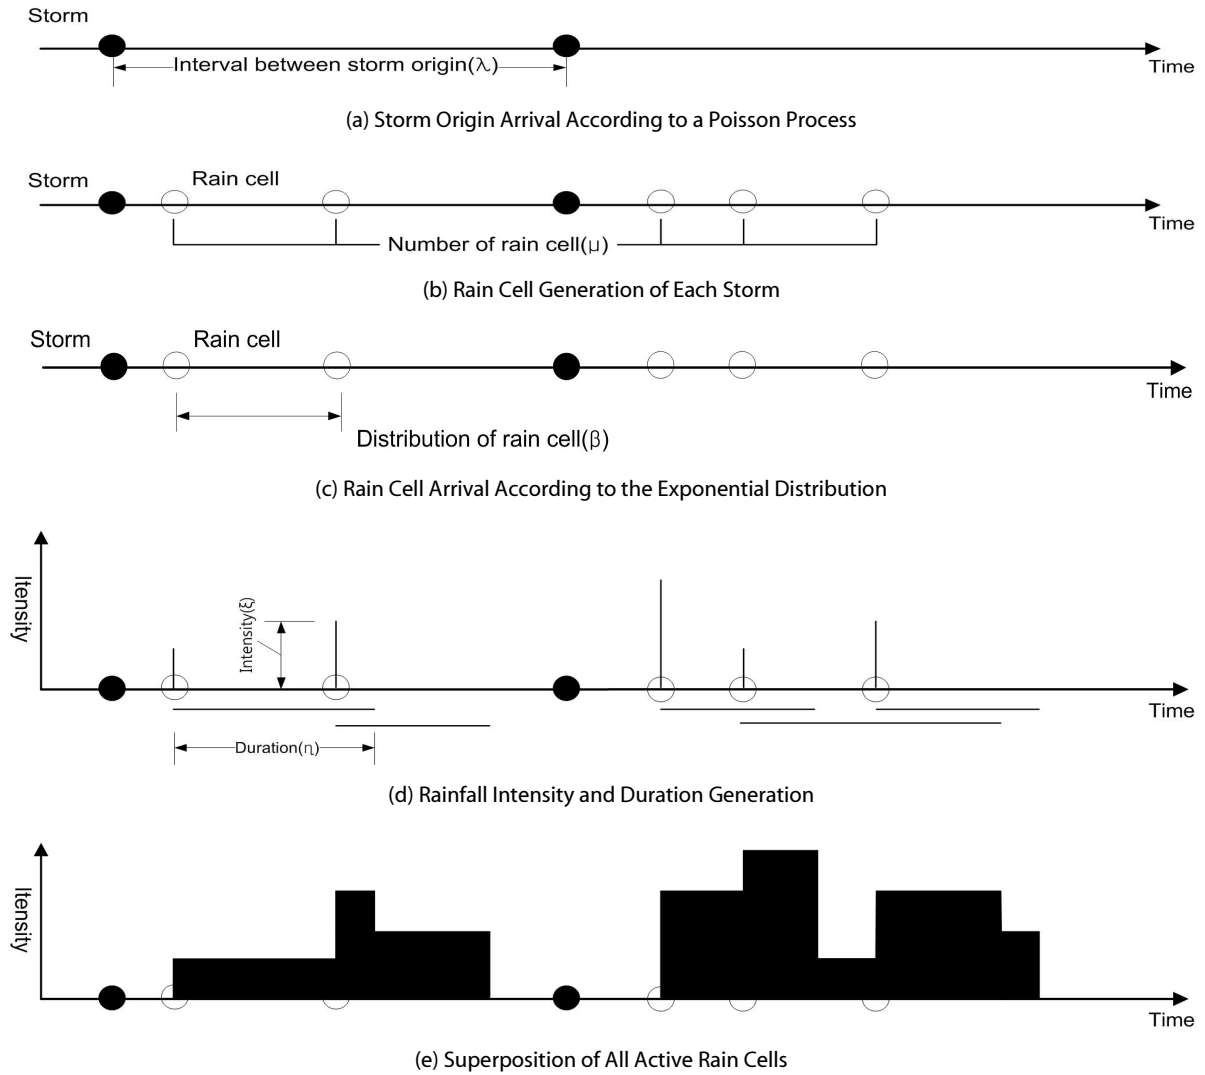 Storm
Interval between storm origin(λ)
Time
(a) Storm Origin Arrival According to a Poisson Process
Storm
Rain cell
Time
Number of rain cell(μ)
(b) Rain Cell Generation of Each Storm
Storm
Rain cell
Time
Distribution of rain cell(β)
(c) Rain Cell Arrival According to the Exponential Distribution
Itensity
Intensity(ξ)
Time
Duration(η)
(d) Rainfall Intensity and Duration Generation
Itensity
Time
(e) Superposition of All Active Rain Cells